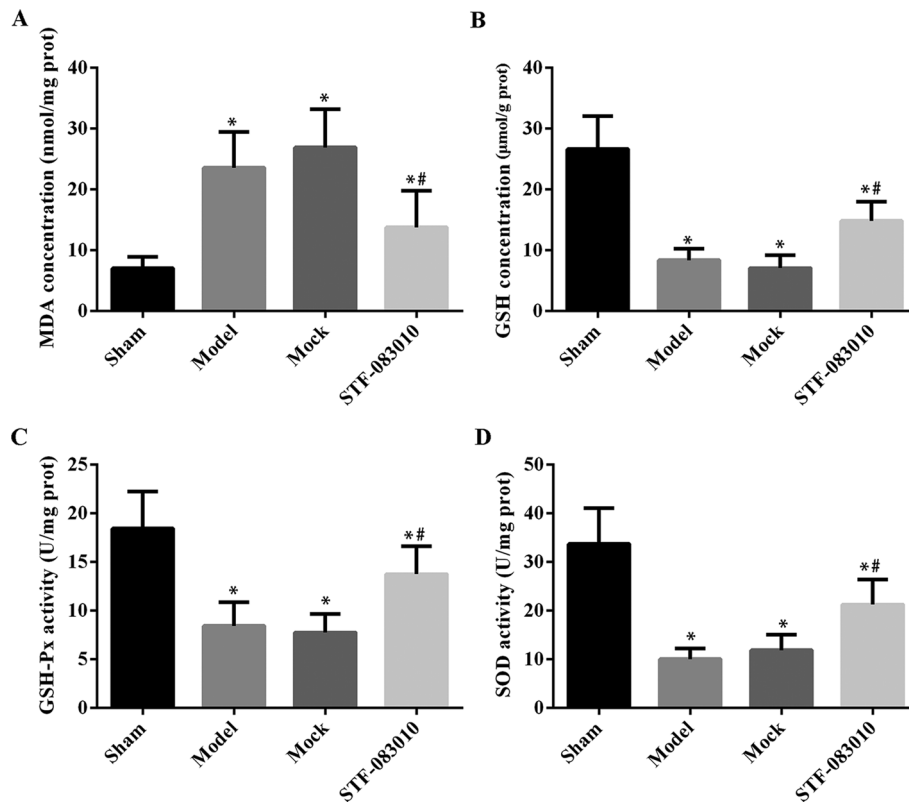 A
MDA concentration (nmol/mg prot)
40
30
20
10
0
*
*
*#
Sham
Model
Mock
STF-083010
B
GSH concentration (μmol/g prot)
40
30
20
10
0
*
*
*#
Sham
Model
Mock
STF-083010
C
GSH-Px activity (U/mg prot)
25
20
15
10
5
0
*
*
*#
Sham
Model
Mock
STF-083010
D
SOD activity (U/mg prot)
50
40
30
20
10
0
*
*
*#
Sham
Model
Mock
STF-083010